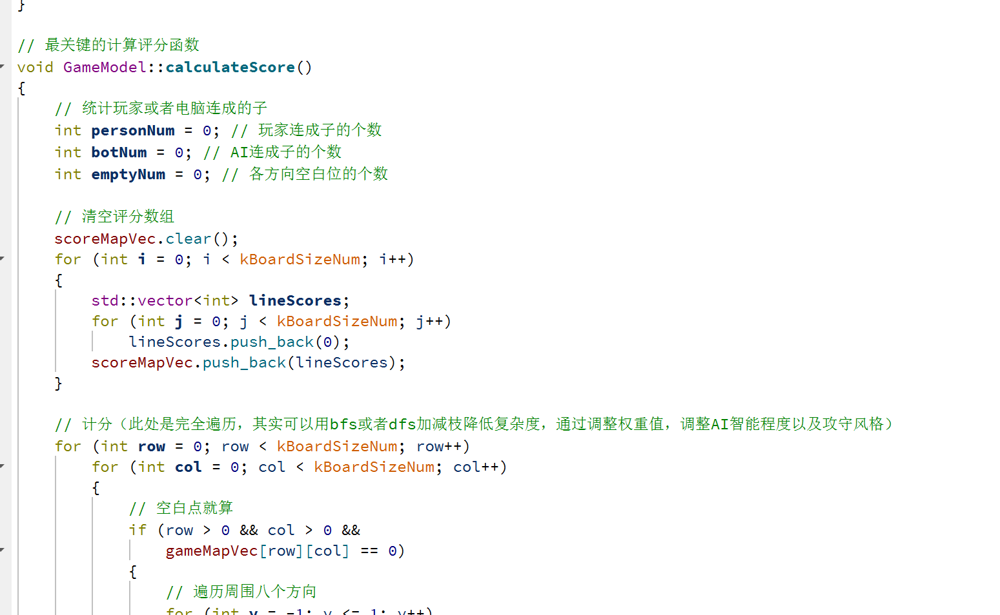 }
// 最关键的计算评分函数
void GameModel::calculateScore()
{
// 统计玩家或者电脑连成的子
int personNum = 0; // 玩家连成子的个数
int botNum = 0; // AI连成子的个数
int emptyNum = 0; // 各方向空白位的个数
// 清空评分数组
scoreMapVec.clear();
for (int i = 0; i < kBoardSizeNum; i++)
{
std::vector<int> lineScores;
for (int j = 0; j < kBoardSizeNum; j++)
lineScores.push_back(0);
scoreMapVec.push_back(lineScores);
}
// 计分（此处是完全遍历，其实可以用bfs或者dfs加减枝降低复杂度，通过调整权重值，调整AI智能程度以及攻守风格）
for (int row = 0; row < kBoardSizeNum; row++)
for (int col = 0; col < kBoardSizeNum; col++)
{
// 空白点就算
if (row > 0 && col > 0 &&
gameMapVec[row][col] == 0)
{
// 遍历周围八个方向
for (int y = -1; y <= 1; y++)